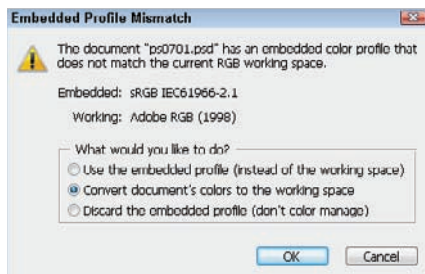 Embedded Profile Mismatch
The document "ps0701.psd" has an embedded color profile that
does not match the current RGB working space.
Embedded: sRGB IEC61966-2.1
Working: Adobe RGB (1998)
What would you like to do?
Use the embedded profile (instead of the working space)
Convert document's colors to the working space
Discard the embedded profile (don't color manage)
OK Cancel